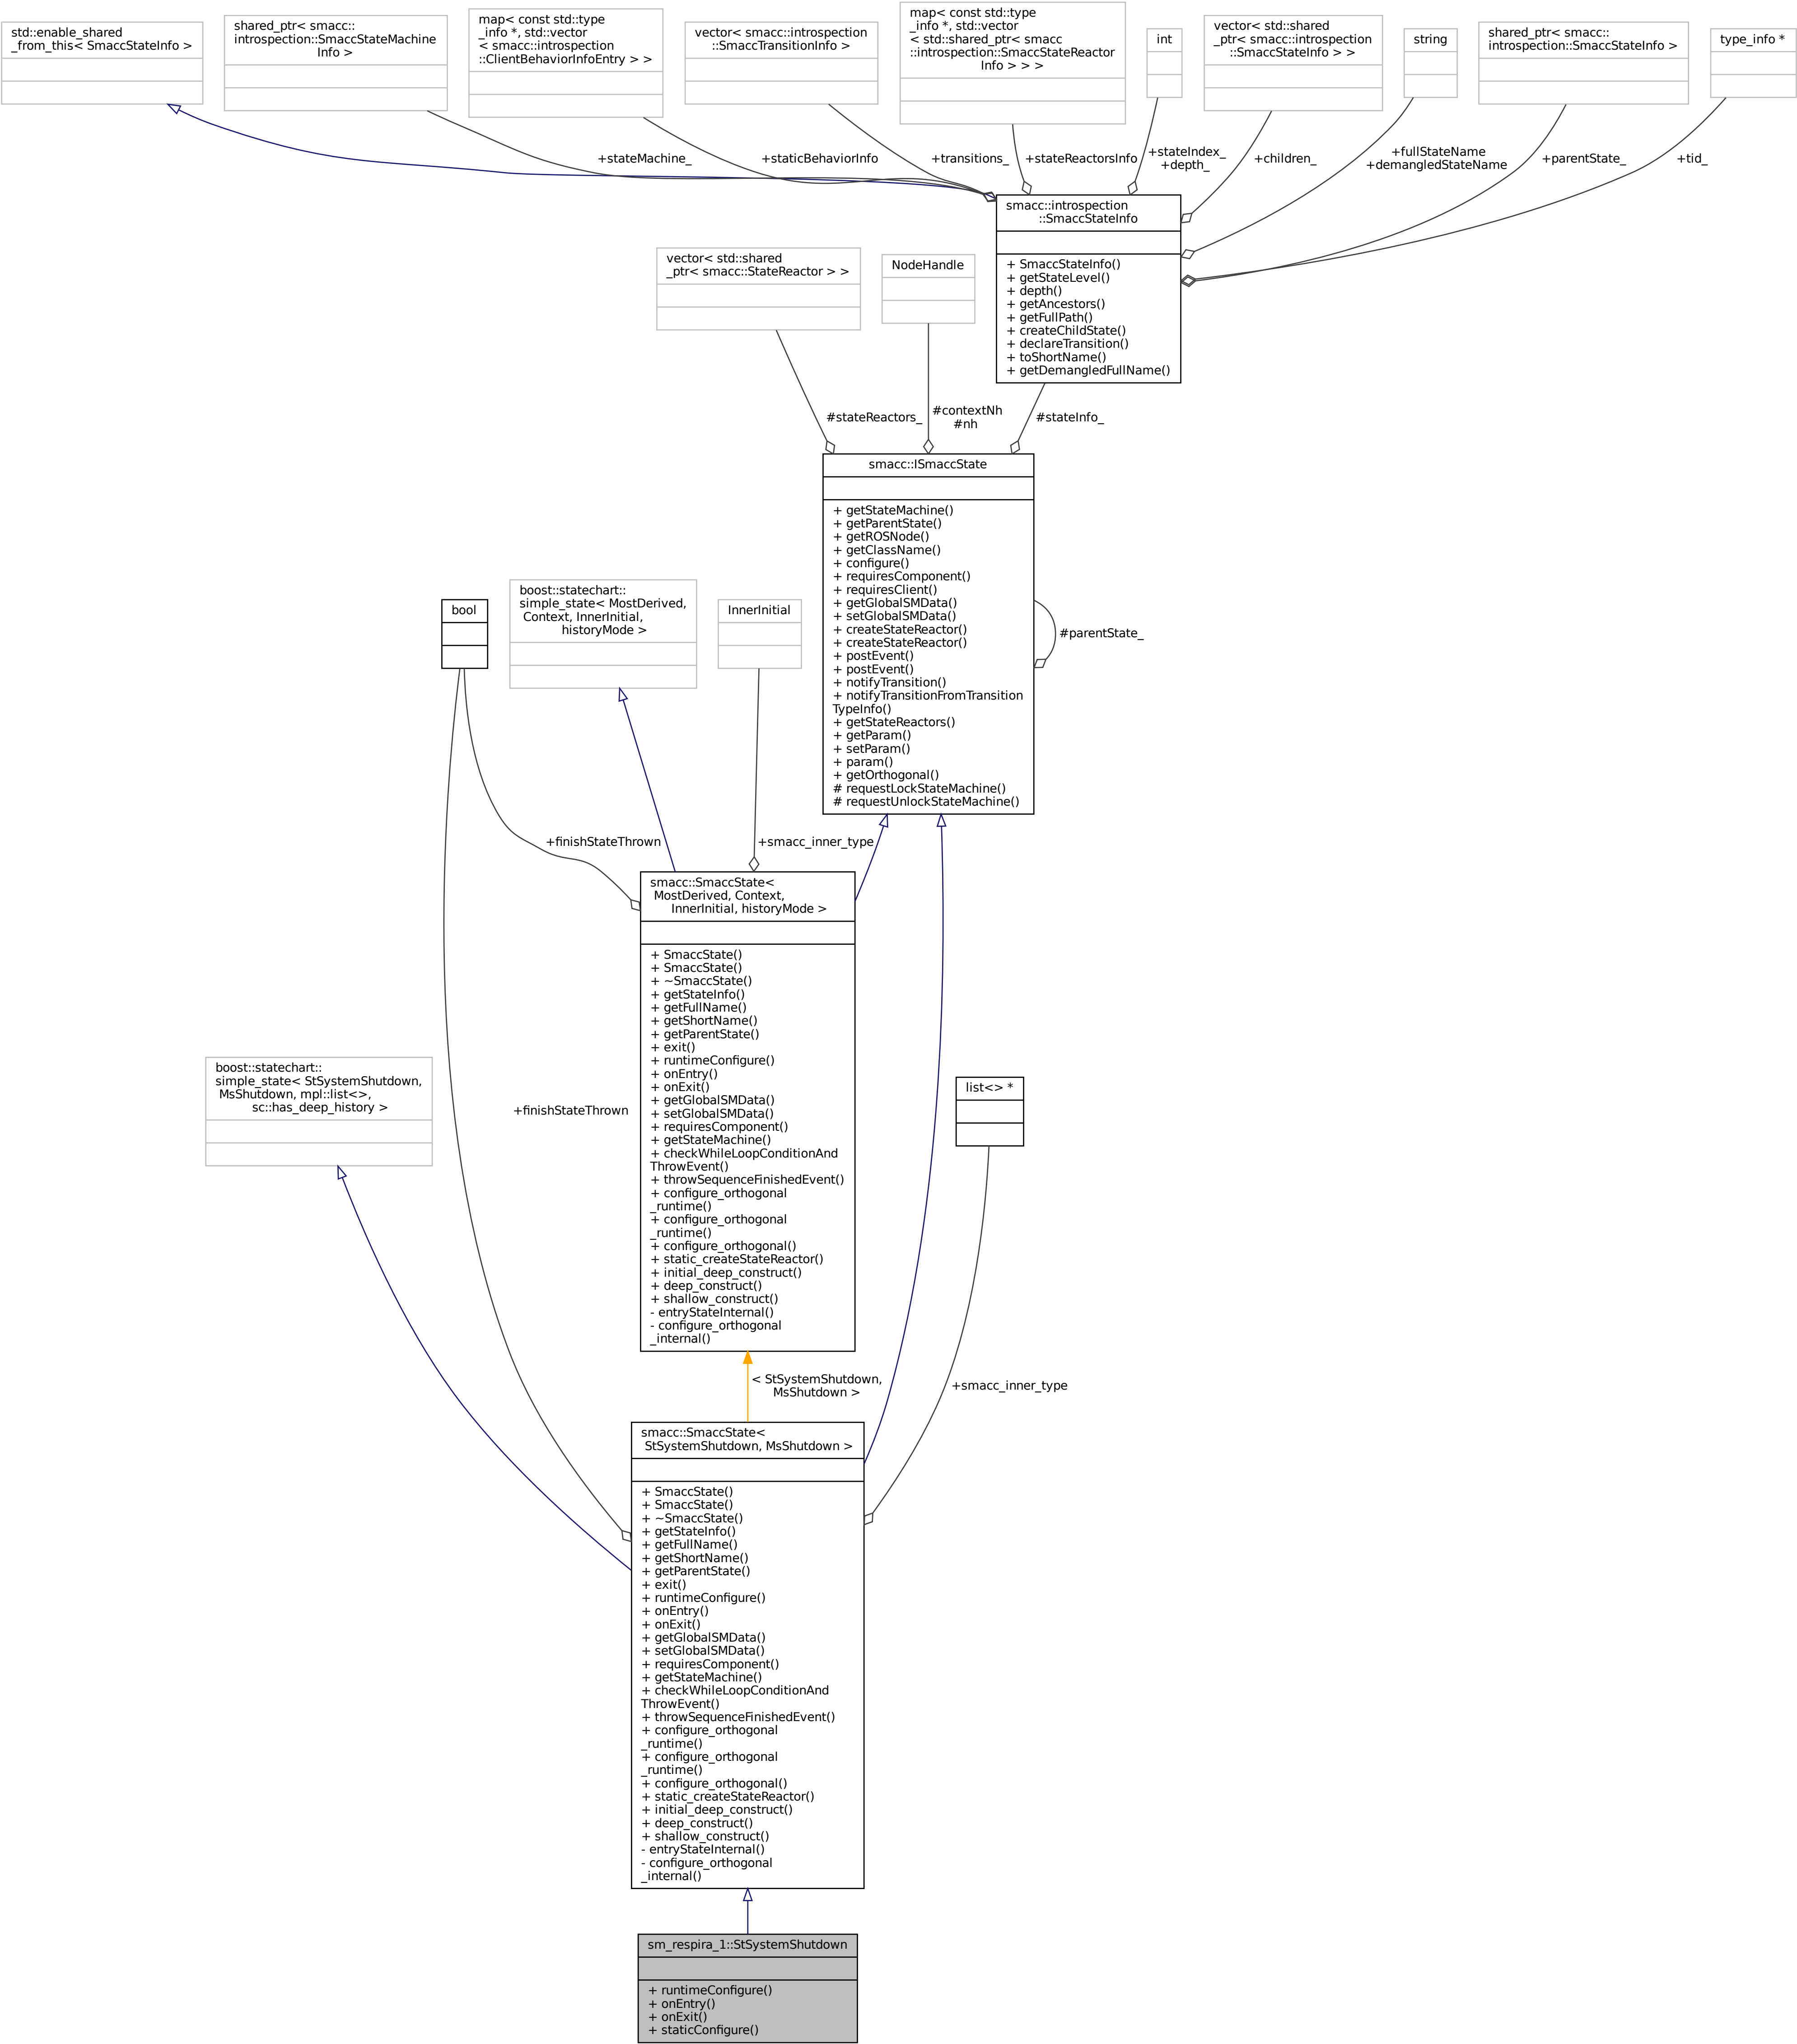 std::enable_shared
_from_this< SmaccStateInfo >
shared_ptr< smacc::
introspection::SmaccStateMachine
Info >
map< const std::type
_info *, std::vector
< smacc::introspection
::ClientBehaviorInfoEntry > >
vector< smacc::introspection
::SmaccTransitionInfo >
map< const std::type
_info *, std::vector
< std::shared_ptr< smacc
::introspection::SmaccStateReactor
Info > > >
int
vector< std::shared
_ptr< smacc::introspection
::SmaccStateInfo > >
string
shared_ptr< smacc::
introspection::SmaccStateInfo >
type_info *
+stateMachine_
+staticBehaviorInfo
+transitions_
+stateReactorsInfo
+stateIndex_
+depth_
+children_
+fullStateName
+demangledStateName
+parentState_
+tid_
smacc::introspection
::SmaccStateInfo
+ SmaccStateInfo()
+ getStateLevel()
+ depth()
+ getAncestors()
+ getFullPath()
+ createChildState()
+ declareTransition()
+ toShortName()
+ getDemangledFullName()
vector< std::shared
_ptr< smacc::StateReactor > >
NodeHandle
#stateReactors_
#contextNh
#nh
#stateInfo_
smacc::ISmaccState
+ getStateMachine()
+ getParentState()
+ getROSNode()
+ getClassName()
+ configure()
+ requiresComponent()
+ requiresClient()
+ getGlobalSMData()
+ setGlobalSMData()
+ createStateReactor()
+ createStateReactor()
+ postEvent()
+ postEvent()
+ notifyTransition()
+ notifyTransitionFromTransition
TypeInfo()
+ getStateReactors()
+ getParam()
+ setParam()
+ param()
+ getOrthogonal()
# requestLockStateMachine()
# requestUnlockStateMachine()
#parentState_
bool
boost::statechart::
simple_state< MostDerived,
Context, InnerInitial,
historyMode >
InnerInitial
+finishStateThrown
+smacc_inner_type
smacc::SmaccState<
MostDerived, Context,
InnerInitial, historyMode >
+ SmaccState()
+ SmaccState()
+ ~SmaccState()
+ getStateInfo()
+ getFullName()
+ getShortName()
+ getParentState()
+ exit()
+ runtimeConfigure()
+ onEntry()
+ onExit()
+ getGlobalSMData()
+ setGlobalSMData()
+ requiresComponent()
+ getStateMachine()
+ checkWhileLoopConditionAnd
ThrowEvent()
+ throwSequenceFinishedEvent()
+ configure_orthogonal
_runtime()
+ configure_orthogonal
_runtime()
+ configure_orthogonal()
+ static_createStateReactor()
+ initial_deep_construct()
+ deep_construct()
+ shallow_construct()
- entryStateInternal()
- configure_orthogonal
_internal()
boost::statechart::
simple_state< StSystemShutdown,
MsShutdown, mpl::list<>,
sc::has_deep_history >
+finishStateThrown
list<> *
< StSystemShutdown,
MsShutdown >
+smacc_inner_type
smacc::SmaccState<
StSystemShutdown, MsShutdown >
+ SmaccState()
+ SmaccState()
+ ~SmaccState()
+ getStateInfo()
+ getFullName()
+ getShortName()
+ getParentState()
+ exit()
+ runtimeConfigure()
+ onEntry()
+ onExit()
+ getGlobalSMData()
+ setGlobalSMData()
+ requiresComponent()
+ getStateMachine()
+ checkWhileLoopConditionAnd
ThrowEvent()
+ throwSequenceFinishedEvent()
+ configure_orthogonal
_runtime()
+ configure_orthogonal
_runtime()
+ configure_orthogonal()
+ static_createStateReactor()
+ initial_deep_construct()
+ deep_construct()
+ shallow_construct()
- entryStateInternal()
- configure_orthogonal
_internal()
sm_respira_1::StSystemShutdown
+ runtimeConfigure()
+ onEntry()
+ onExit()
+ staticConfigure()